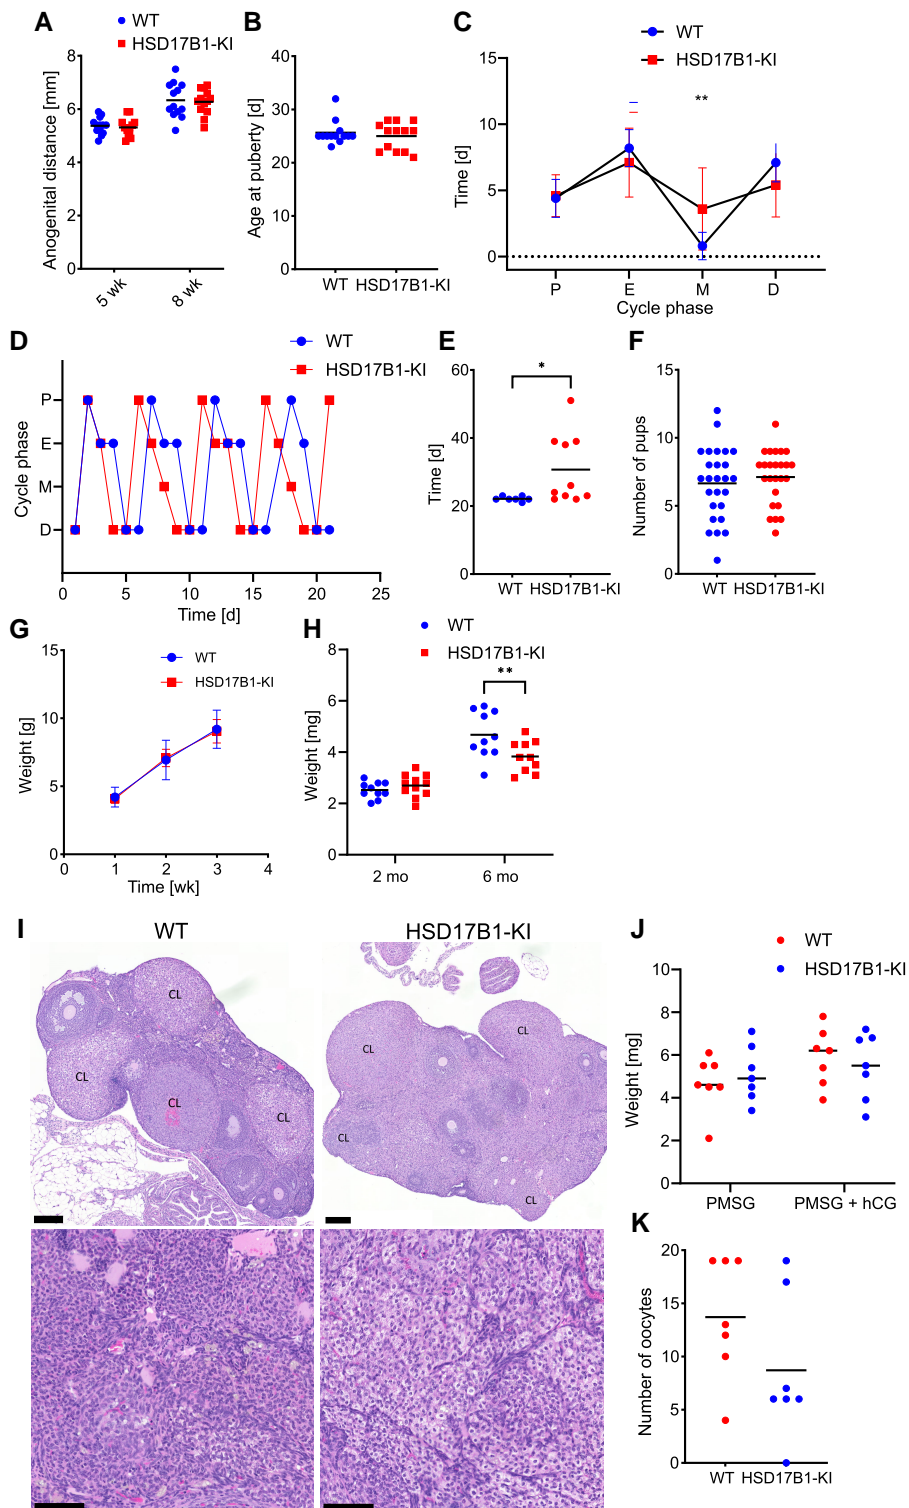 A
WT
HSD17B1-KI
Anogenital distance [mm]
8
6
4
2
0
5 wk
8 wk
B
Age at puberty [d]
40
30
20
10
0
WT HSD17B1-KI
C
WT
HSD17B1-KI
Time [d]
15
10
5
0
**
P E M D
Cycle phase
D
WT
HSD17B1-KI
Cycle phase
P
E
M
D
0 5 10 15 20 25
Time [d]
E
Time [d]
60
40
20
0
*
WT HSD17B1-KI
F
Number of pups
15
10
5
0
WT HSD17B1-KI
G
WT
HSD17B1-KI
Weight [g]
15
10
5
0
0 1 2 3 4
Time [wk]
H
WT
HSD17B1-KI
Weight [mg]
8
6
4
2
0
**
2 mo 6 mo
I
WT
HSD17B1-KI
CL
CL
CL
CL
CL
CL
CL
CL
J
WT
HSD17B1-KI
Weight [mg]
10
8
6
4
2
0
PMSG PMSG + hCG
K
Number of oocytes
20
15
10
5
0
WT HSD17B1-KI